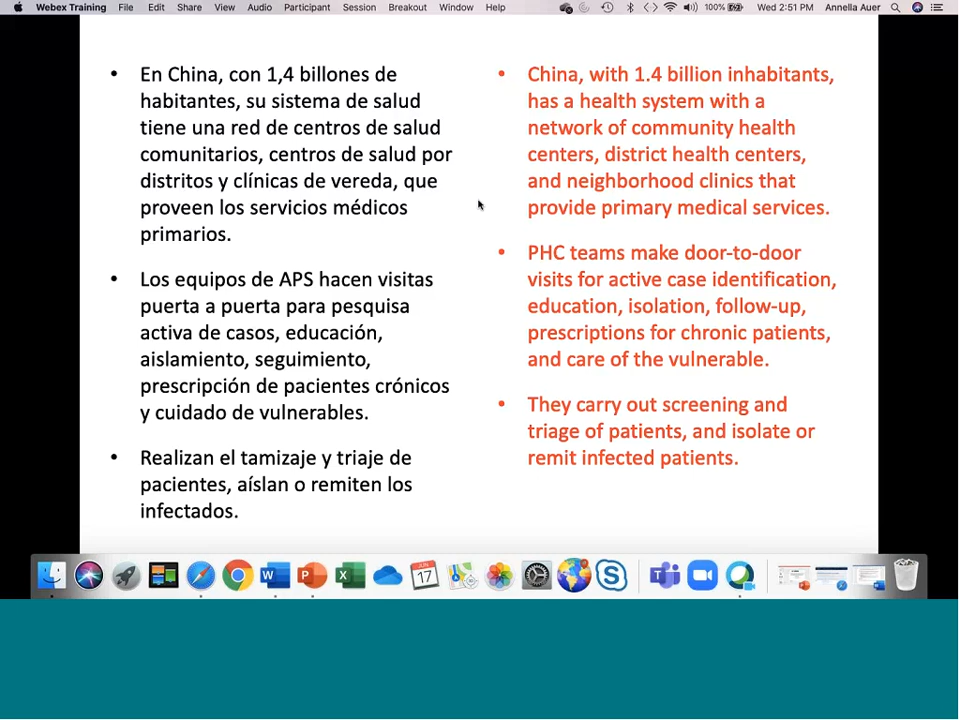 Webex Training File Edit Share View Audio Participant Session Breakout Window Help 100% Wed 2:51 PM Annella Auer
• En China, con 1,4 billones de
habitantes, su sistema de salud
tiene una red de centros de salud
comunitarios, centros de salud por
distritos y clínicas de vereda, que
proveen los servicios médicos
primarios.
• Los equipos de APS hacen visitas
puerta a puerta para pesquisa
activa de casos, educación,
aislamiento, seguimiento,
prescripción de pacientes crónicos
y cuidado de vulnerables.
• Realizan el tamizaje y triaje de
pacientes, aíslan o remiten los
infectados.
• China, with 1.4 billion inhabitants,
has a health system with a
network of community health
centers, district health centers,
and neighborhood clinics that
provide primary medical services.
• PHC teams make door-to-door
visits for active case identification,
education, isolation, follow-up,
prescriptions for chronic patients,
and care of the vulnerable.
• They carry out screening and
triage of patients, and isolate or
remit infected patients.
JUN
17